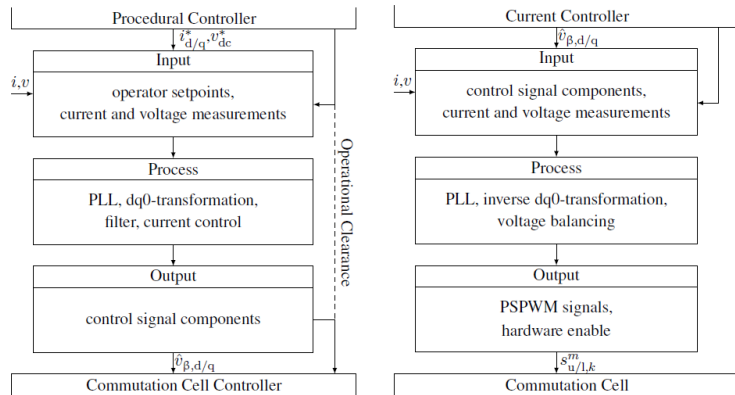 Procedural Controller
i*d/q,v*dc
Input
i,v
operator setpoints,
current and voltage measurements
Process
PLL, dq0-transformation,
filter, current control
Operational Clearance
Output
control signal components
v̂β,d/q
Commutation Cell Controller
Current Controller
v̂β,d/q
Input
i,v
control signal components,
current and voltage measurements
Process
PLL, inverse dq0-transformation,
voltage balancing
Output
PSPWM signals,
hardware enable
s^m_u/l,k
Commutation Cell